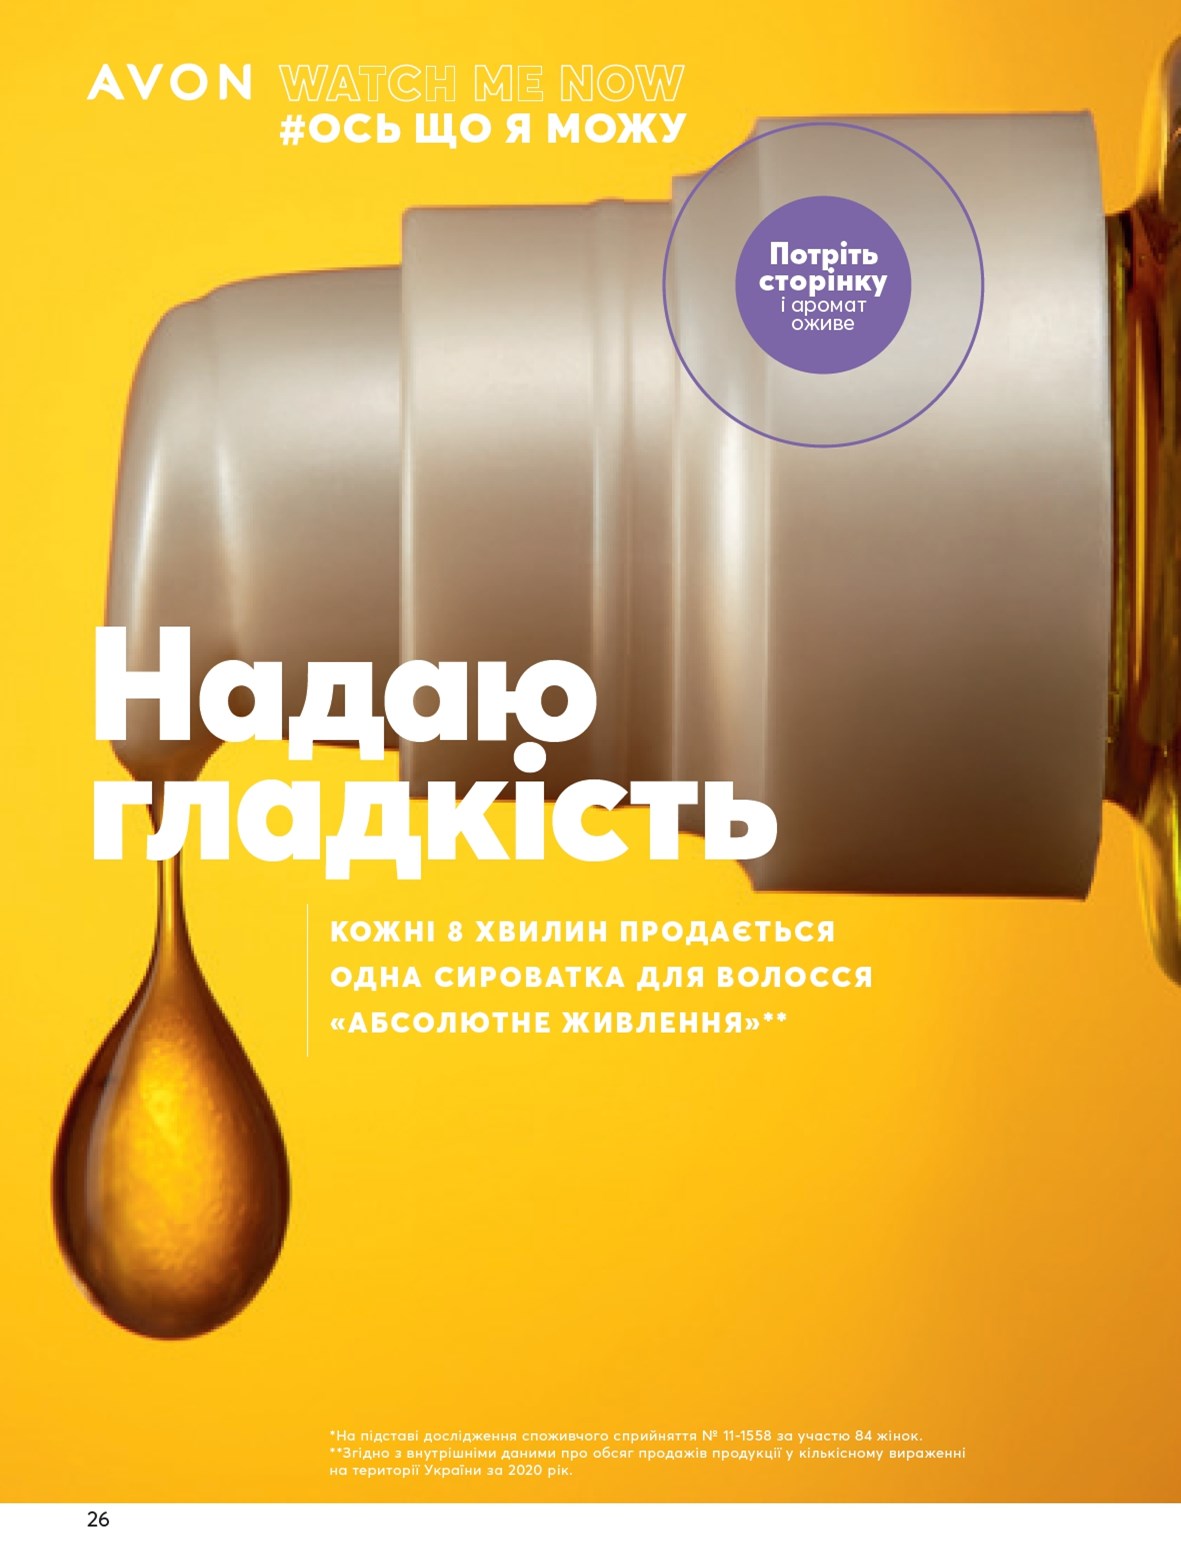 AVON WATCH ME NOW
#ОСЬ ЩО Я МОЖУ
Потріть
сторінку
і аромат
оживе
Надаю
гладкість
КОЖНІ 8 ХВИЛИН ПРОДАЄТЬСЯ
ОДНА СИРОВАТКА ДЛЯ ВОЛОССЯ
«АБСОЛЮТНЕ ЖИВЛЕННЯ»**
*На підставі дослідження споживчого сприйняття № 11-1558 за участю 84 жінок.
**Згідно з внутрішніми даними про обсяг продажів продукції у кількісному вираженні
на території України за 2020 рік.
26